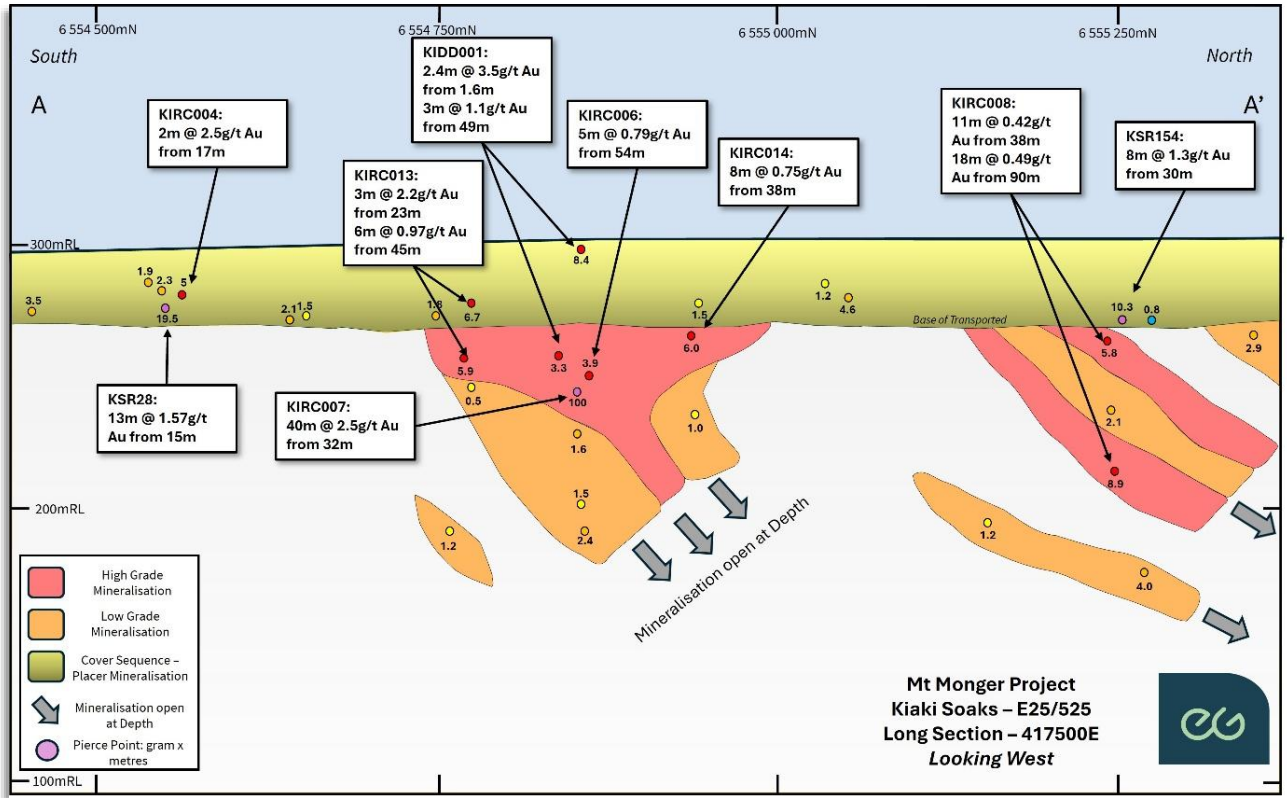 6 554 500mN
6 554 750mN
6 555 000mN
6 555 250mN
South
North
A
A'
KIRC004:
2m @ 2.5g/t Au
from 17m
KIDD001:
2.4m @ 3.5g/t Au
from 1.6m
3m @ 1.1g/t Au
from 49m
KIRC006:
5m @ 0.79g/t Au
from 54m
KIRC013:
3m @ 2.2g/t Au
from 23m
6m @ 0.97g/t Au
from 45m
KIRC014:
8m @ 0.75g/t Au
from 38m
KIRC008:
11m @ 0.42g/t
Au from 38m
18m @ 0.49g/t
Au from 90m
KSR154:
8m @ 1.3g/t Au
from 30m
300mRL
8.4
1.9
2.3
5
3.5
19.5
2.1
1.5
1.8
6.7
1.5
1.2
4.6
Base of Transported
10.3
0.8
5.9
3.3
3.9
6.0
5.8
2.9
0.5
100
1.0
2.1
1.6
8.9
KSR28:
13m @ 1.57g/t
Au from 15m
KIRC007:
40m @ 2.5g/t Au
from 32m
200mRL
1.5
2.4
1.2
1.2
4.0
Mineralisation open at Depth
High Grade
Mineralisation
Low Grade
Mineralisation
Cover Sequence –
Placer Mineralisation
Mineralisation open
at Depth
Pierce Point: gram x
metres
Mt Monger Project
Kiaki Soaks – E25/525
Long Section – 417500E
Looking West
eG
100mRL